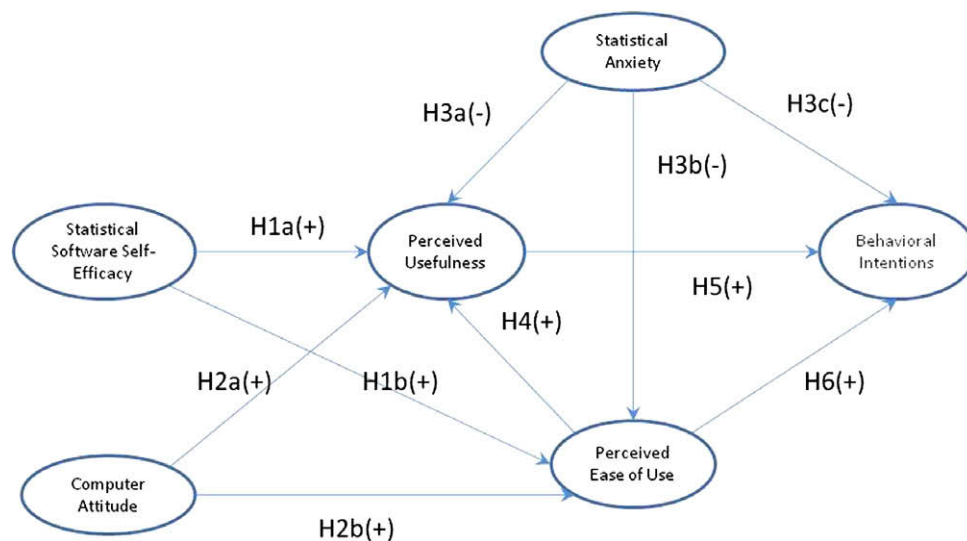 Statistical
Anxiety
H3a(-)
H3c(-)
H3b(-)
Statistical
Software Self-
Efficacy
H1a(+)
Perceived
Usefulness
Behavioral
Intentions
H5(+)
H4(+)
H2a(+)
H1b(+)
H6(+)
Perceived
Ease of Use
Computer
Attitude
H2b(+)